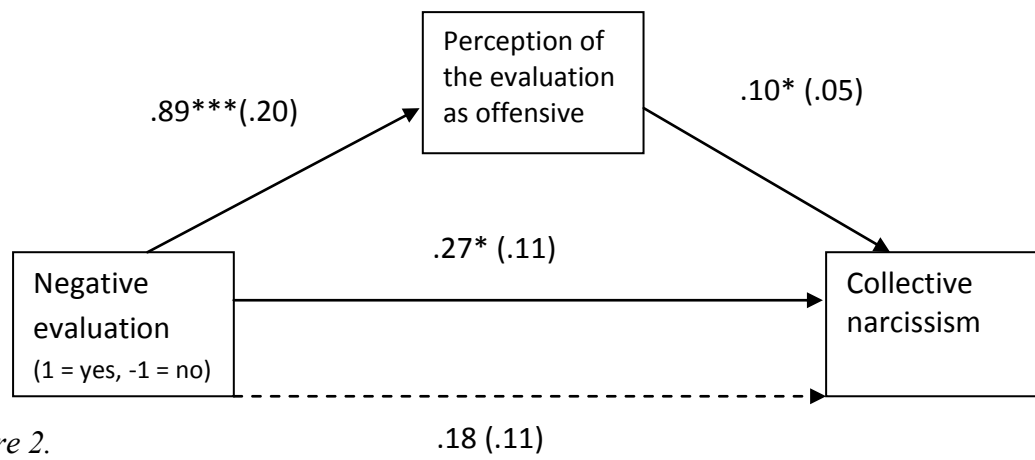 Perception of
the evaluation
as offensive
.89***(.20)
.10* (.05)
.27* (.11)
Negative
evaluation
(1 = yes, -1 = no)
Collective
narcissism
.18 (.11)
re 2.